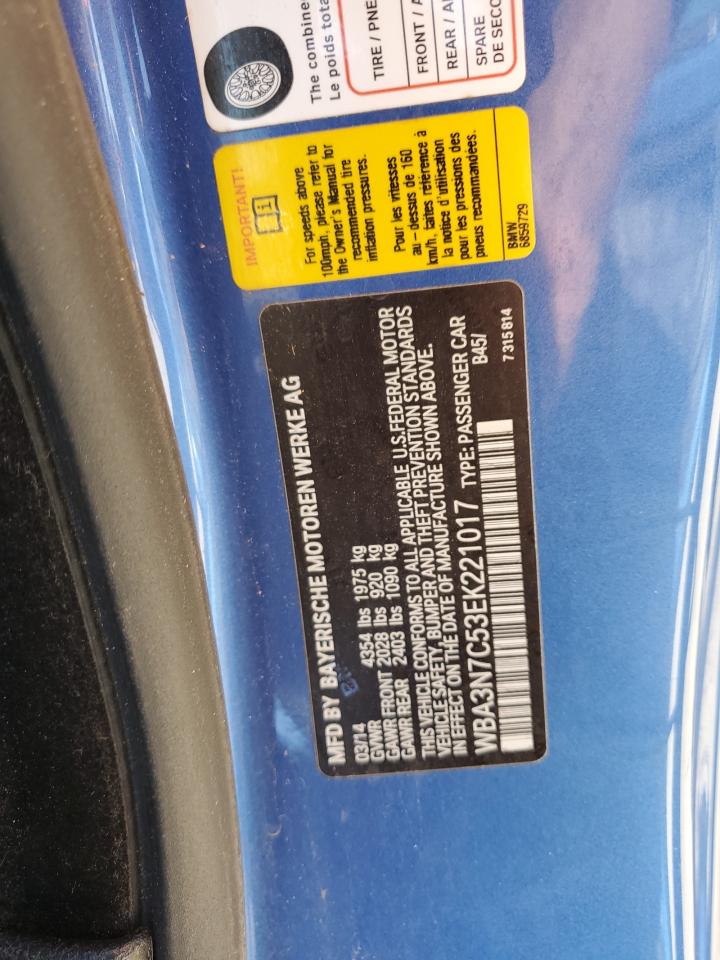 The combine
Le poids tota
TIRE / PNE
FRONT / A
REAR / AR
SPARE
DE SECO
IMPORTANT!
For speeds above
100mph, please refer to
the Owner's Manual for
recommended tire
inflation pressures.
Pour les vitesses
au - dessus de 160
km/h, faites référence à
la notice d'utilisation
pour les pressions des
pneus recommandées.
BMW
6859729
MFD BY BAYERISCHE MOTOREN WERKE AG
03/14
GVWR 4354 lbs 1975 kg
GAWR FRONT 2028 lbs 920 kg
GAWR REAR 2403 lbs 1090 kg
THIS VEHICLE CONFORMS TO ALL APPLICABLE U.S.FEDERAL MOTOR
VEHICLE SAFETY, BUMPER AND THEFT PREVENTION STANDARDS
IN EFFECT ON THE DATE OF MANUFACTURE SHOWN ABOVE.
WBA3N7C53EK221017 TYPE: PASSENGER CAR
B45/
7 315 814